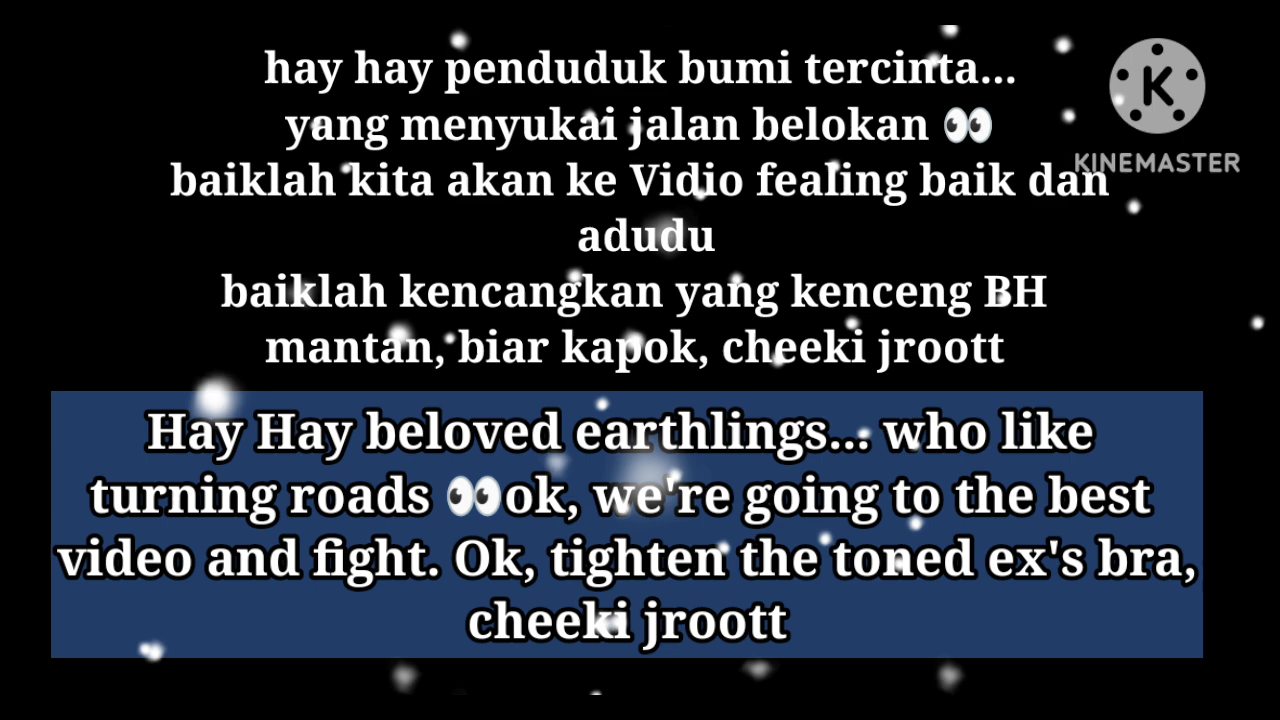 hay hay penduduk bumi tercinta...
yang menyukai jalan belokan 👀
baiklah kita akan ke Vidio fealing baik dan
adudu
baiklah kencangkan yang kenceng BH
mantan, biar kapok, cheeki jroott
KINEMASTER
Hay Hay beloved earthlings... who like
turning roads 👀ok, we're going to the best
video and fight. Ok, tighten the toned ex's bra,
cheeki jroott